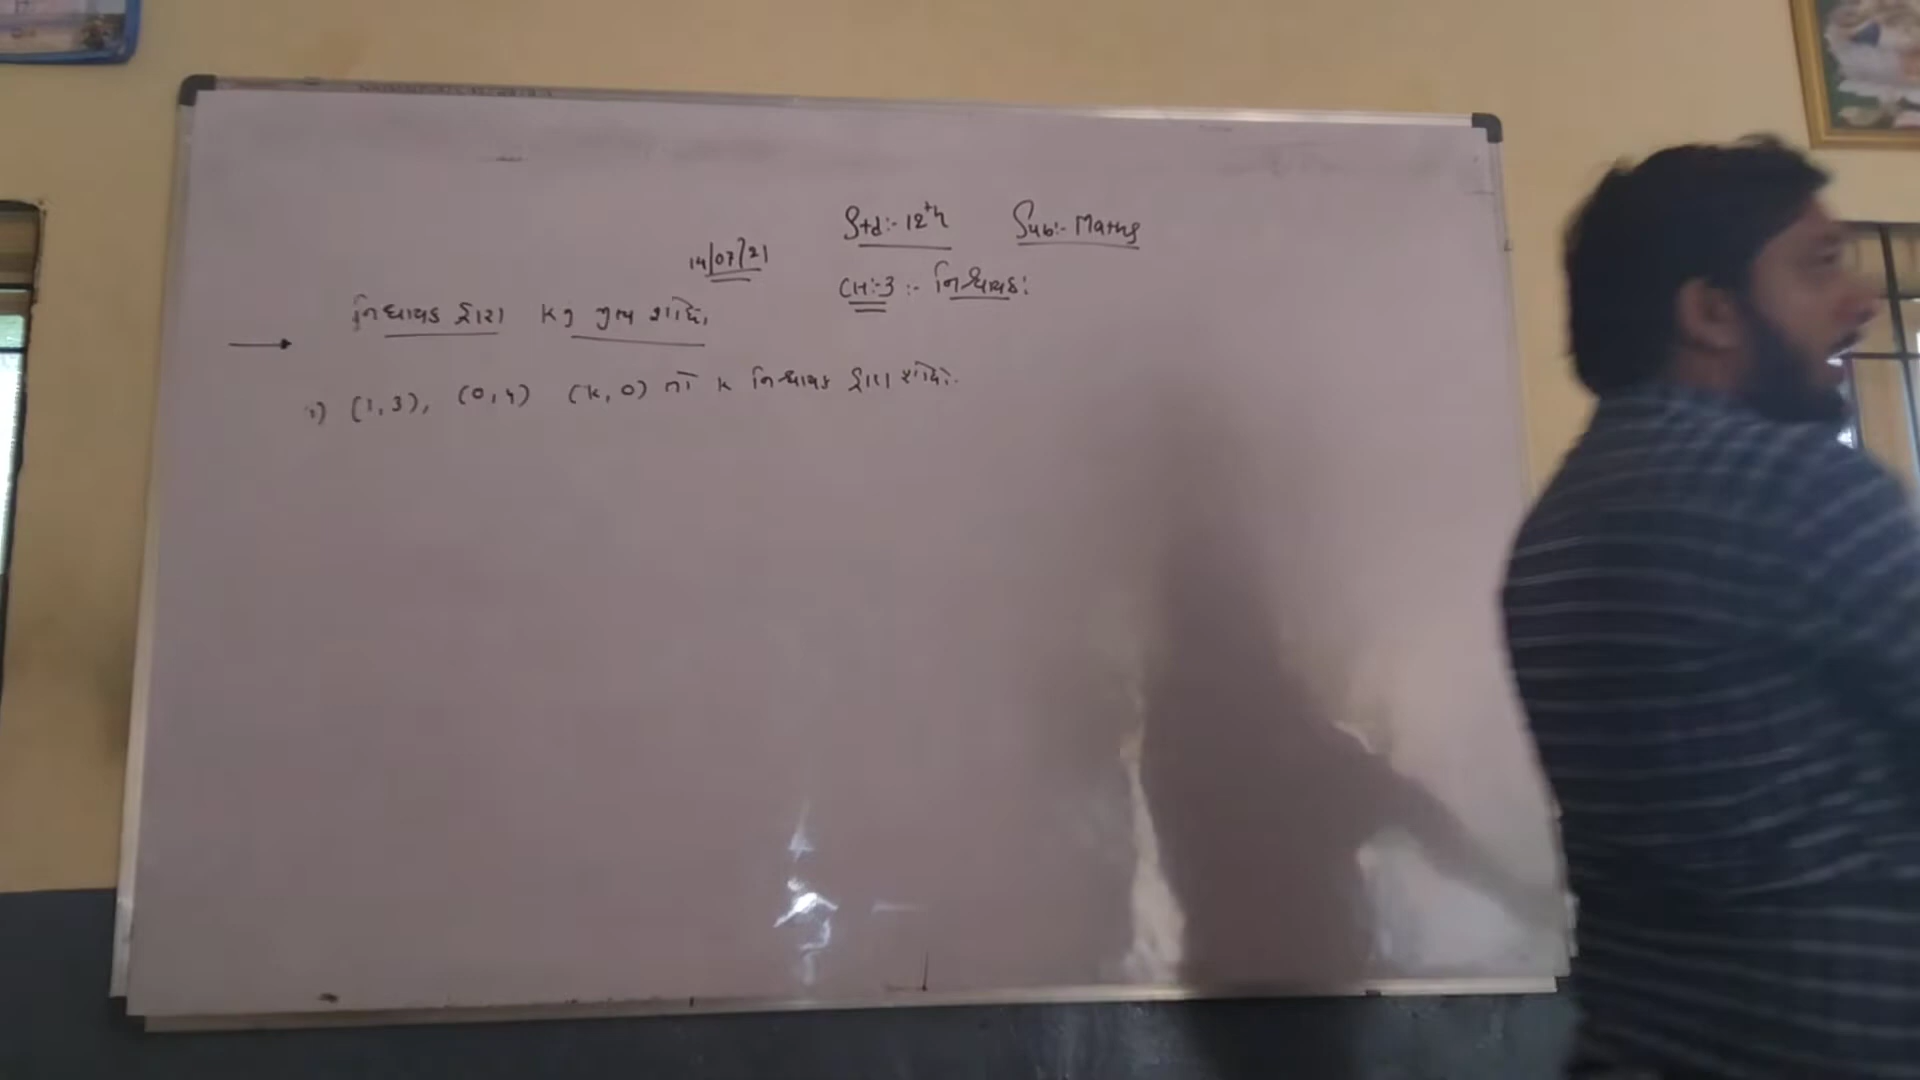 Std:- 12th Sub:- Maths
14/07/21
CH:-3 :- નિશ્ચાયક:
નિશ્ચાયક દ્વારા K નુ મુલ્ય શોધો.
1) (1, 3), (0, 4) (K, 0) તો K નિશ્ચાયક દ્વારા શોધો.